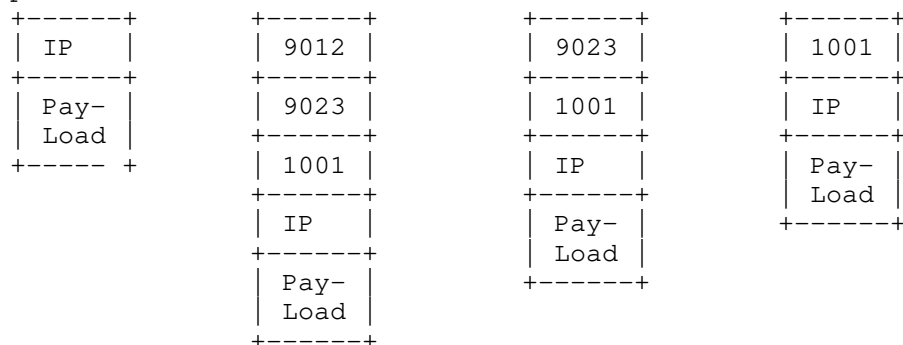 +------+        +------+          +------+         +------+
| IP   |        | 9012 |          | 9023 |         | 1001 |
+------+        +------+          +------+         +------+
| Pay- |        | 9023 |          | 1001 |         | IP   |
| Load |        +------+          +------+         +------+
+----- +        | 1001 |          | IP   |         | Pay- |
                +------+          +------+         | Load |
                | IP   |          | Pay- |         +------+
                +------+          | Load |
                | Pay- |          +------+
                | Load |
                +------+